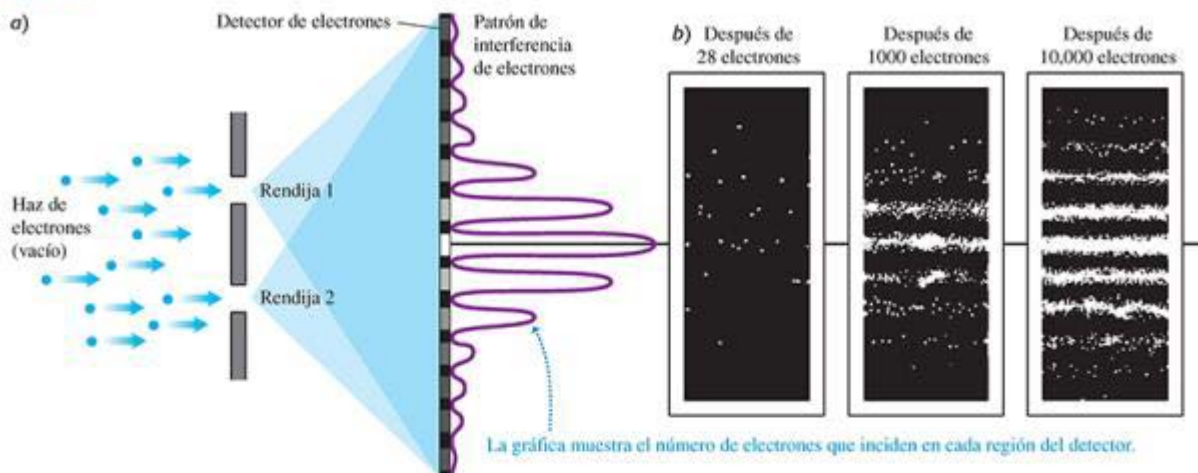 a)
Detector de electrones
Patrón de
interferencia
de electrones
Haz de
electrones
(vacío)
Rendija 1
Rendija 2
b)
Después de
28 electrones
Después de
1000 electrones
Después de
10,000 electrones
La gráfica muestra el número de electrones que inciden en cada región del detector.